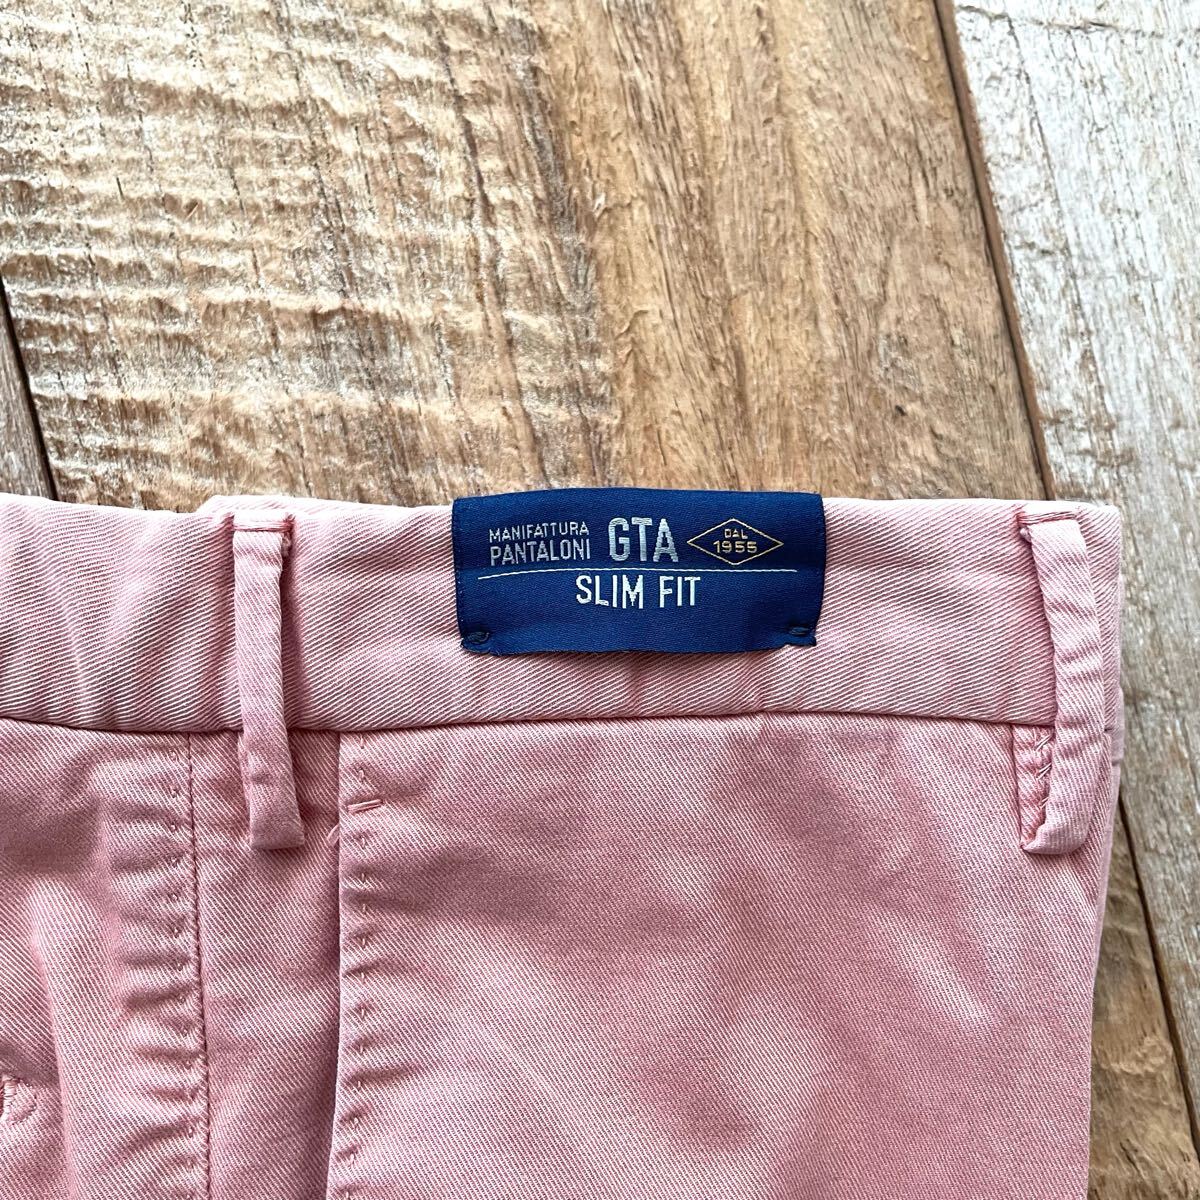 MANIFATTURA
PANTALONI
GTA
DAL
1955
SLIM FIT